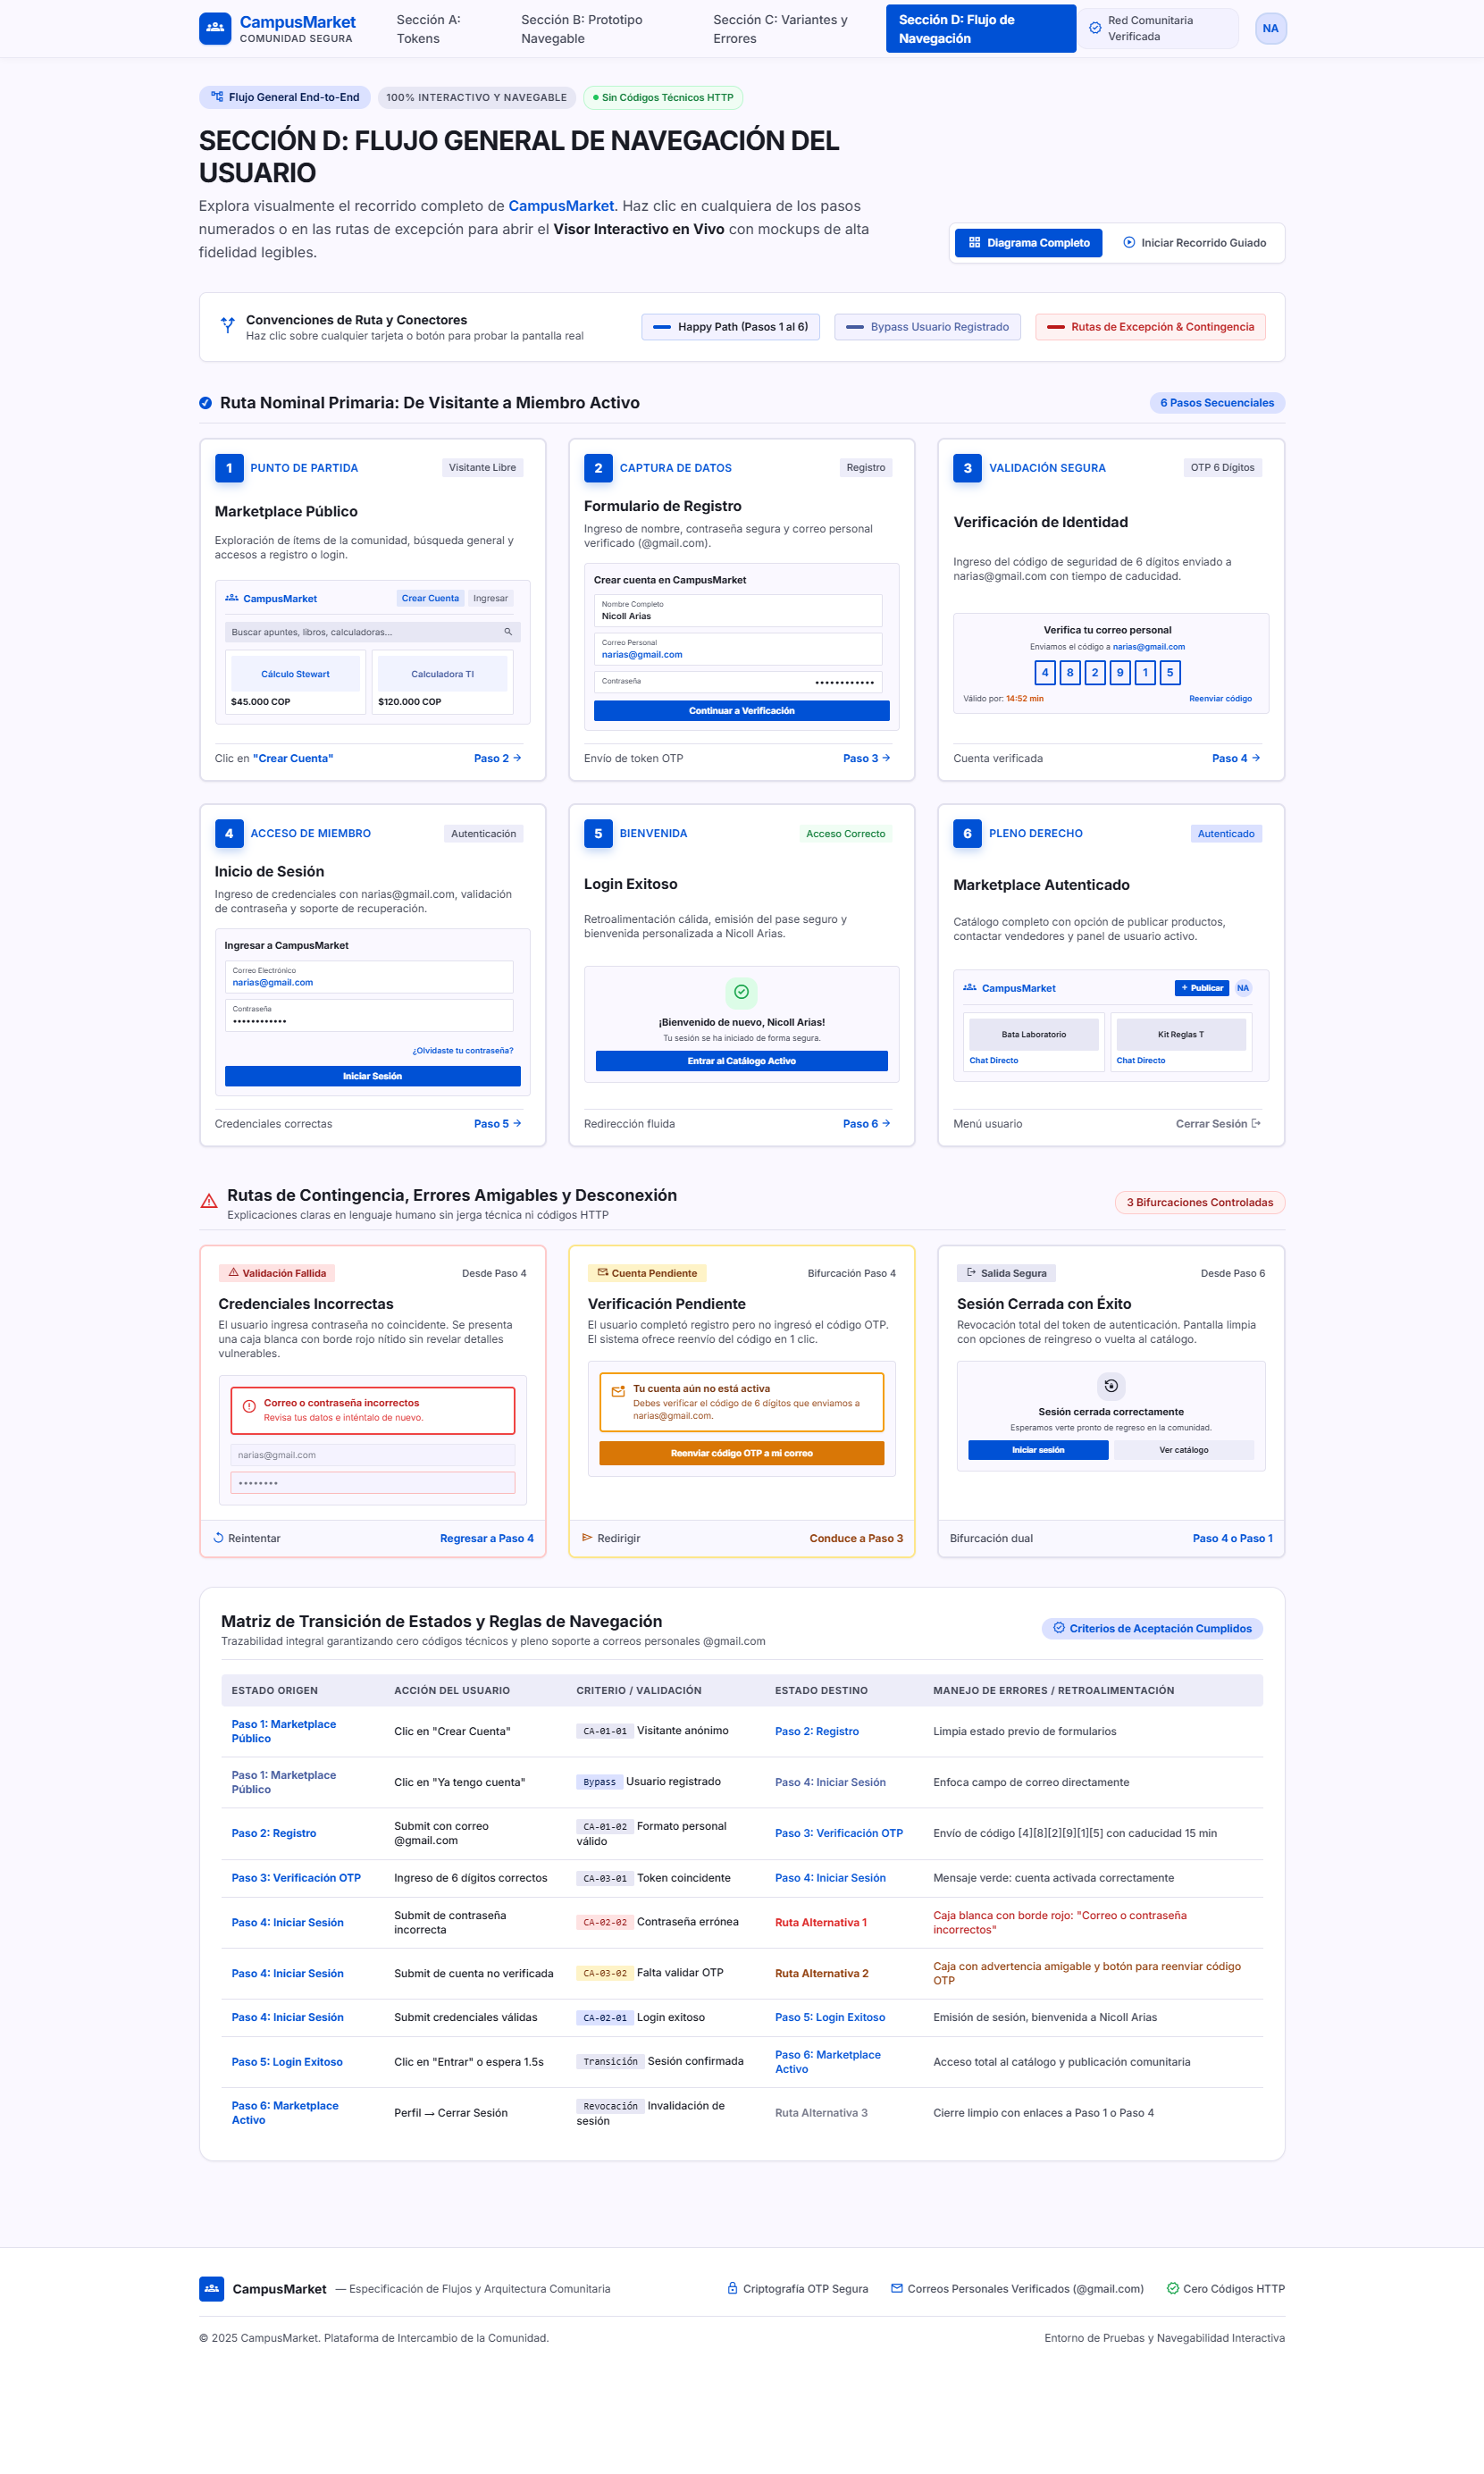 CampusMarket
COMUNIDAD SEGURA
Sección A:
Tokens
Sección B: Prototipo
Navegable
Sección C: Variantes y
Errores
Sección D: Flujo de
Navegación
Red Comunitaria
Verificada
NA
Flujo General End-to-End
100% INTERACTIVO Y NAVEGABLE
Sin Códigos Técnicos HTTP
SECCIÓN D: FLUJO GENERAL DE NAVEGACIÓN DEL
USUARIO
Explora visualmente el recorrido completo de CampusMarket. Haz clic en cualquiera de los pasos
numerados o en las rutas de excepción para abrir el Visor Interactivo en Vivo con mockups de alta
fidelidad legibles.
Diagrama Completo
Iniciar Recorrido Guiado
Convenciones de Ruta y Conectores
Haz clic sobre cualquier tarjeta o botón para probar la pantalla real
Happy Path (Pasos 1 al 6)
Bypass Usuario Registrado
Rutas de Excepción & Contingencia
Ruta Nominal Primaria: De Visitante a Miembro Activo
6 Pasos Secuenciales
1 PUNTO DE PARTIDA
Visitante Libre
Marketplace Público
Exploración de ítems de la comunidad, búsqueda general y
accesos a registro o login.
CampusMarket
Crear Cuenta
Ingresar
Buscar apuntes, libros, calculadoras...
Cálculo Stewart
$45.000 COP
Calculadora TI
$120.000 COP
Clic en "Crear Cuenta"
Paso 2 →
2 CAPTURA DE DATOS
Registro
Formulario de Registro
Ingreso de nombre, contraseña segura y correo personal
verificado (@gmail.com).
Crear cuenta en CampusMarket
Nombre Completo
Nicoll Arias
Correo Personal
narias@gmail.com
Contraseña
••••••••••••
Continuar a Verificación
Envío de token OTP
Paso 3 →
3 VALIDACIÓN SEGURA
OTP 6 Dígitos
Verificación de Identidad
Ingreso del código de seguridad de 6 dígitos enviado a
narias@gmail.com con tiempo de caducidad.
Verifica tu correo personal
Enviamos el código a narias@gmail.com
4 8 2 9 1 5
Válido por: 14:52 min
Reenviar código
Cuenta verificada
Paso 4 →
4 ACCESO DE MIEMBRO
Autenticación
Inicio de Sesión
Ingreso de credenciales con narias@gmail.com, validación
de contraseña y soporte de recuperación.
Ingresar a CampusMarket
Correo Electrónico
narias@gmail.com
Contraseña
••••••••••••
¿Olvidaste tu contraseña?
Iniciar Sesión
Credenciales correctas
Paso 5 →
5 BIENVENIDA
Acceso Correcto
Login Exitoso
Retroalimentación cálida, emisión del pase seguro y
bienvenida personalizada a Nicoll Arias.
¡Bienvenido de nuevo, Nicoll Arias!
Tu sesión se ha iniciado de forma segura.
Entrar al Catálogo Activo
Redirección fluida
Paso 6 →
6 PLENO DERECHO
Autenticado
Marketplace Autenticado
Catálogo completo con opción de publicar productos,
contactar vendedores y panel de usuario activo.
CampusMarket
+ Publicar
NA
Bata Laboratorio
Chat Directo
Kit Reglas T
Chat Directo
Menú usuario
Cerrar Sesión
Rutas de Contingencia, Errores Amigables y Desconexión
Explicaciones claras en lenguaje humano sin jerga técnica ni códigos HTTP
3 Bifurcaciones Controladas
Validación Fallida
Desde Paso 4
Credenciales Incorrectas
El usuario ingresa contraseña no coincidente. Se presenta
una caja blanca con borde rojo nítido sin revelar detalles
vulnerables.
Correo o contraseña incorrectos
Revisa tus datos e inténtalo de nuevo.
narias@gmail.com
••••••••
Reintentar
Regresar a Paso 4
Cuenta Pendiente
Bifurcación Paso 4
Verificación Pendiente
El usuario completó registro pero no ingresó el código OTP.
El sistema ofrece reenvío del código en 1 clic.
Tu cuenta aún no está activa
Debes verificar el código de 6 dígitos que enviamos a
narias@gmail.com.
Reenviar código OTP a mi correo
Redirigir
Conduce a Paso 3
Salida Segura
Desde Paso 6
Sesión Cerrada con Éxito
Revocación total del token de autenticación. Pantalla limpia
con opciones de reingreso o vuelta al catálogo.
Sesión cerrada correctamente
Esperamos verte pronto de regreso en la comunidad.
Iniciar sesión
Ver catálogo
Bifurcación dual
Paso 4 o Paso 1
Matriz de Transición de Estados y Reglas de Navegación
Trazabilidad integral garantizando cero códigos técnicos y pleno soporte a correos personales @gmail.com
Criterios de Aceptación Cumplidos
ESTADO ORIGEN
ACCIÓN DEL USUARIO
CRITERIO / VALIDACIÓN
ESTADO DESTINO
MANEJO DE ERRORES / RETROALIMENTACIÓN
Paso 1: Marketplace
Público
Clic en "Crear Cuenta"
CA-01-01 Visitante anónimo
Paso 2: Registro
Limpia estado previo de formularios
Paso 1: Marketplace
Público
Clic en "Ya tengo cuenta"
Bypass Usuario registrado
Paso 4: Iniciar Sesión
Enfoca campo de correo directamente
Paso 2: Registro
Submit con correo
@gmail.com
CA-01-02 Formato personal
válido
Paso 3: Verificación OTP
Envío de código [4][8][2][9][1][5] con caducidad 15 min
Paso 3: Verificación OTP
Ingreso de 6 dígitos correctos
CA-03-01 Token coincidente
Paso 4: Iniciar Sesión
Mensaje verde: cuenta activada correctamente
Paso 4: Iniciar Sesión
Submit de contraseña
incorrecta
CA-02-02 Contraseña errónea
Ruta Alternativa 1
Caja blanca con borde rojo: "Correo o contraseña
incorrectos"
Paso 4: Iniciar Sesión
Submit de cuenta no verificada
CA-03-02 Falta validar OTP
Ruta Alternativa 2
Caja con advertencia amigable y botón para reenviar código
OTP
Paso 4: Iniciar Sesión
Submit credenciales válidas
CA-02-01 Login exitoso
Paso 5: Login Exitoso
Emisión de sesión, bienvenida a Nicoll Arias
Paso 5: Login Exitoso
Clic en "Entrar" o espera 1.5s
Transición Sesión confirmada
Paso 6: Marketplace
Activo
Acceso total al catálogo y publicación comunitaria
Paso 6: Marketplace
Activo
Perfil → Cerrar Sesión
Revocación Invalidación de
sesión
Ruta Alternativa 3
Cierre limpio con enlaces a Paso 1 o Paso 4
CampusMarket — Especificación de Flujos y Arquitectura Comunitaria
Criptografía OTP Segura
Correos Personales Verificados (@gmail.com)
Cero Códigos HTTP
© 2025 CampusMarket. Plataforma de Intercambio de la Comunidad.
Entorno de Pruebas y Navegabilidad Interactiva